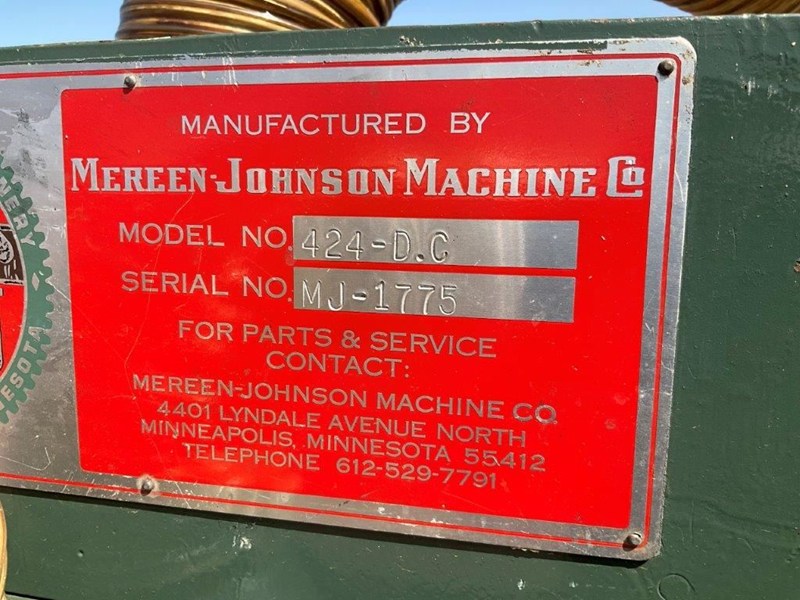 MANUFACTURED BY
MEREEN-JOHNSON MACHINE CO
MODEL NO. 424-D.C
SERIAL NO. MJ-1775
FOR PARTS & SERVICE
CONTACT:
MEREEN-JOHNSON MACHINE CO.
4401 LYNDALE AVENUE NORTH
MINNEAPOLIS, MINNESOTA 55412
TELEPHONE 612-529-7791